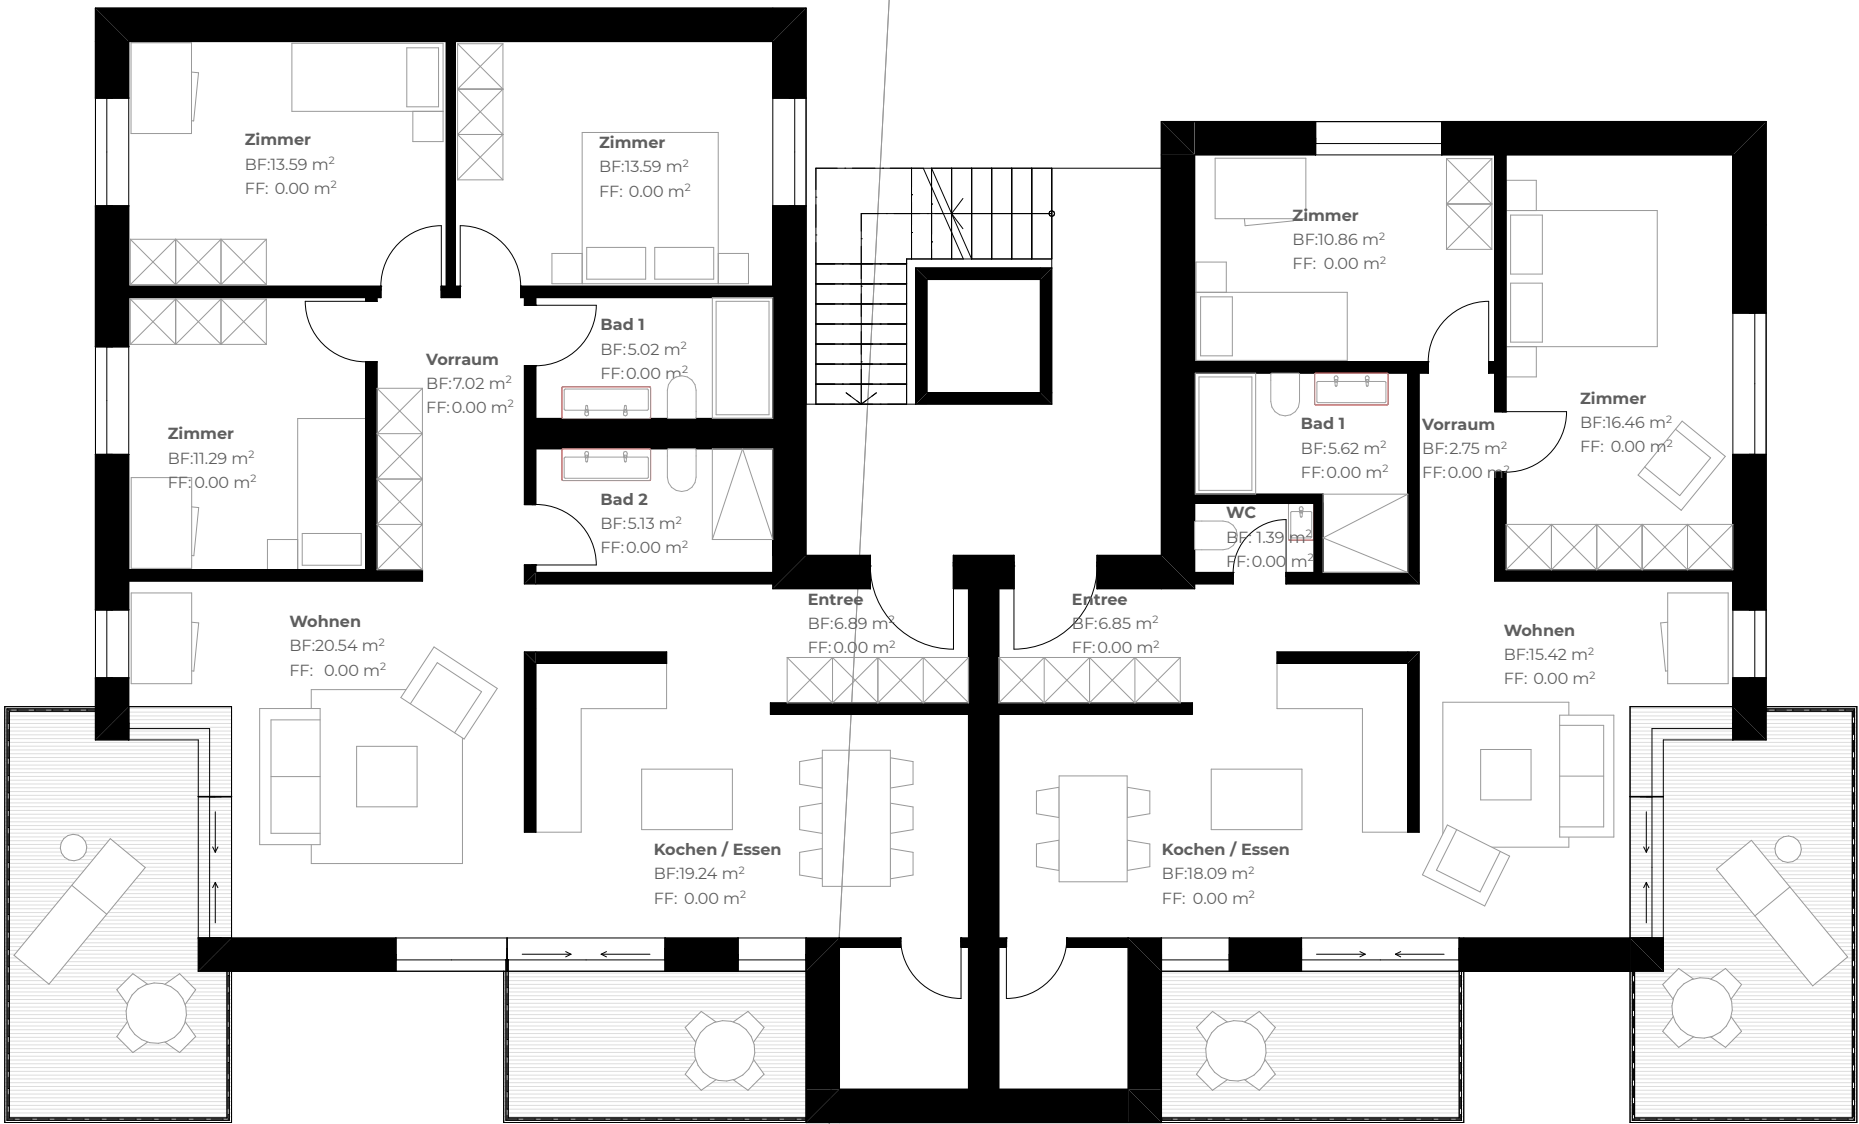 Zimmer
BF:13.59 m²
FF: 0.00 m²
Zimmer
BF:13.59 m²
FF: 0.00 m²
Zimmer
BF:10.86 m²
FF: 0.00 m²
Bad 1
BF:5.02 m²
FF:0.00 m²
Vorraum
BF:7.02 m²
FF:0.00 m²
Zimmer
BF:11.29 m²
FF:0.00 m²
Bad 2
BF:5.13 m²
FF:0.00 m²
Bad 1
BF:5.62 m²
FF:0.00 m²
Vorraum
BF:2.75 m²
FF:0.00 m²
Zimmer
BF:16.46 m²
FF: 0.00 m²
WC
BF: 1.39 m²
FF:0.00 m²
Wohnen
BF:20.54 m²
FF: 0.00 m²
Entree
BF:6.89 m²
FF:0.00 m²
Entree
BF:6.85 m²
FF:0.00 m²
Wohnen
BF:15.42 m²
FF: 0.00 m²
Kochen / Essen
BF:19.24 m²
FF: 0.00 m²
Kochen / Essen
BF:18.09 m²
FF: 0.00 m²